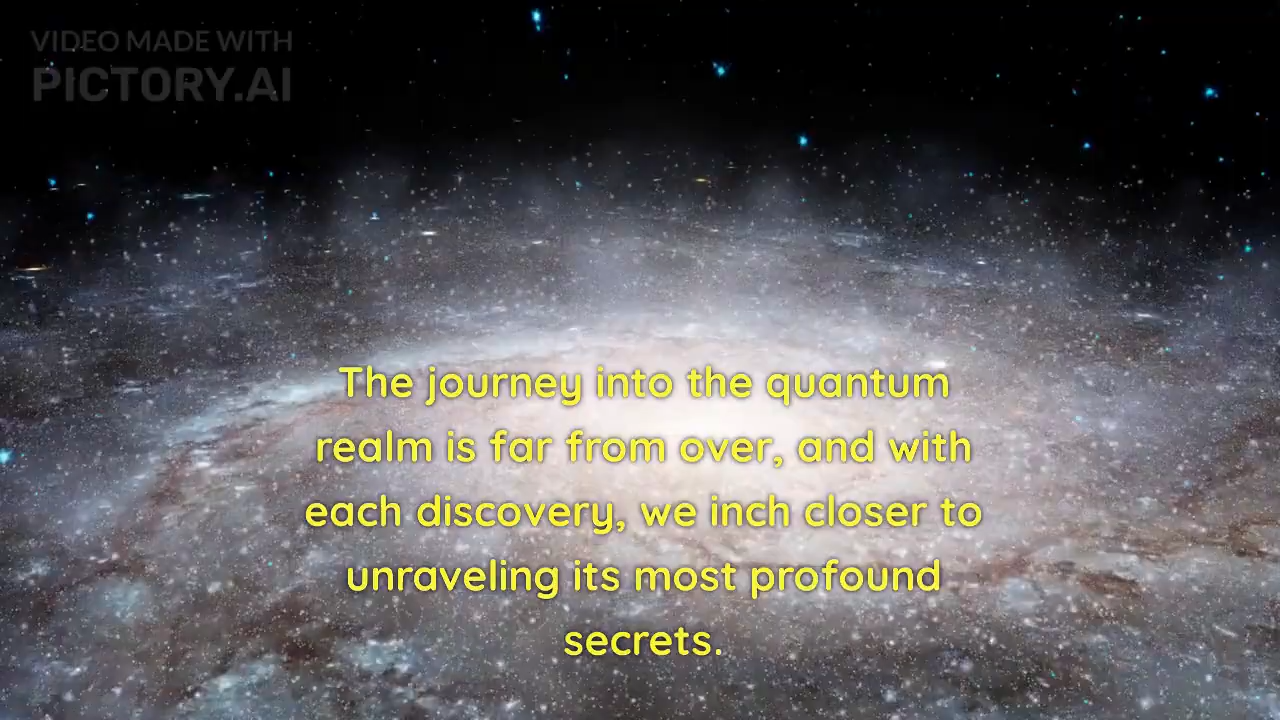 VIDEO MADE WITH
PICTORY.AI
The journey into the quantum
realm is far from over, and with
each discovery, we inch closer to
unraveling its most profound
secrets.